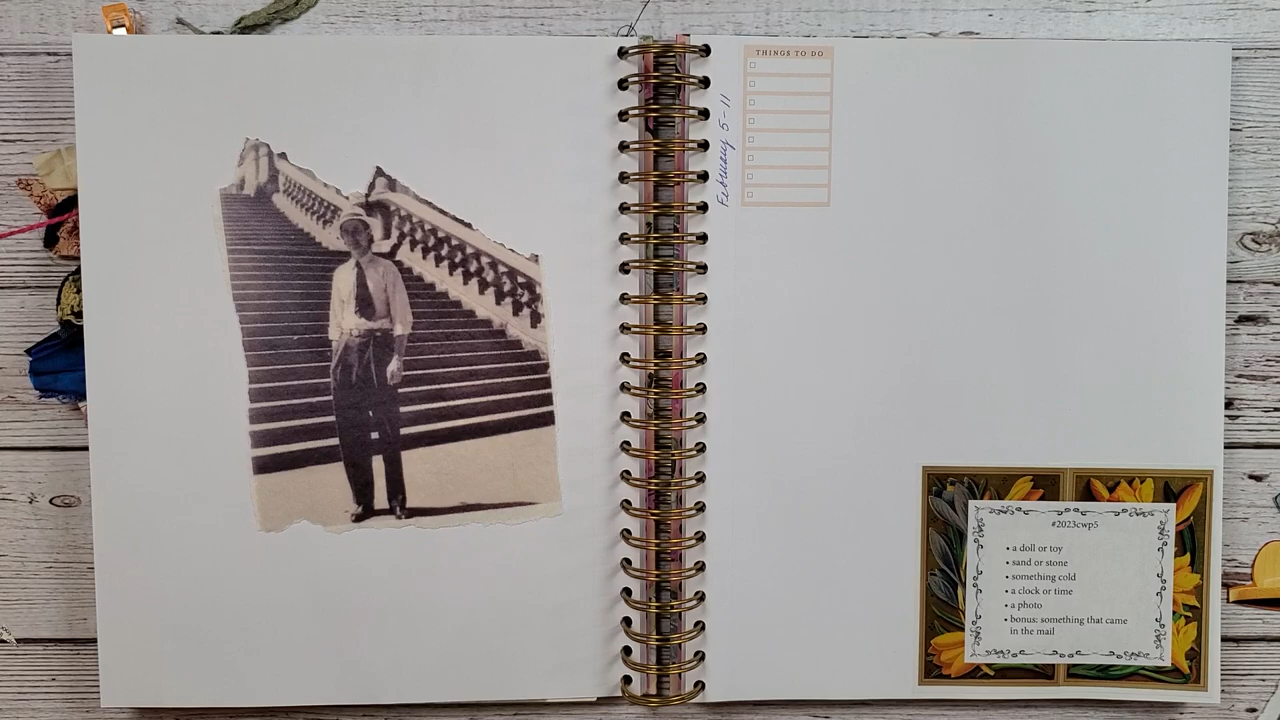 THINGS TO DO
February 5-11
#2023cwp5
• a doll or toy
• sand or stone
• something cold
• a clock or time
• a photo
• bonus: something that came
in the mail